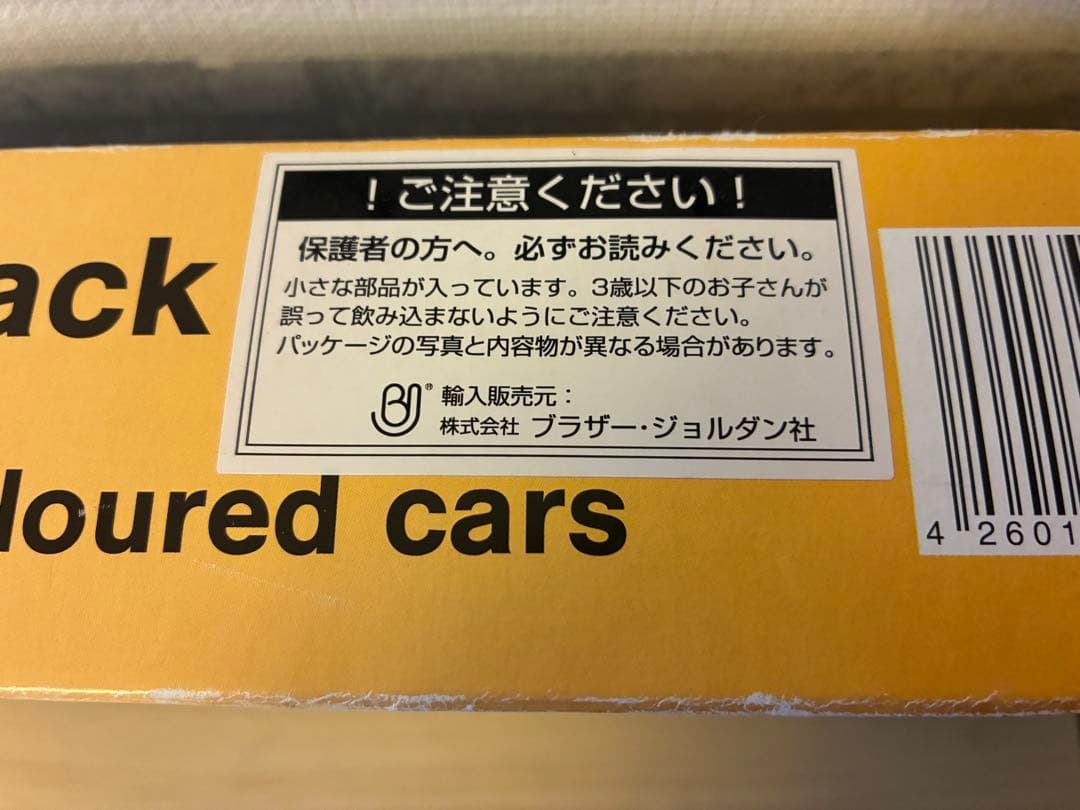 ！ご注意ください！
保護者の方へ。必ずお読みください。
小さな部品が入っています。3歳以下のお子さんが
誤って飲み込まないようにご注意ください。
パッケージの写真と内容物が異なる場合があります。
BJ® 輸入販売元：
株式会社 ブラザー・ジョルダン社
ack
loured cars
4 2601